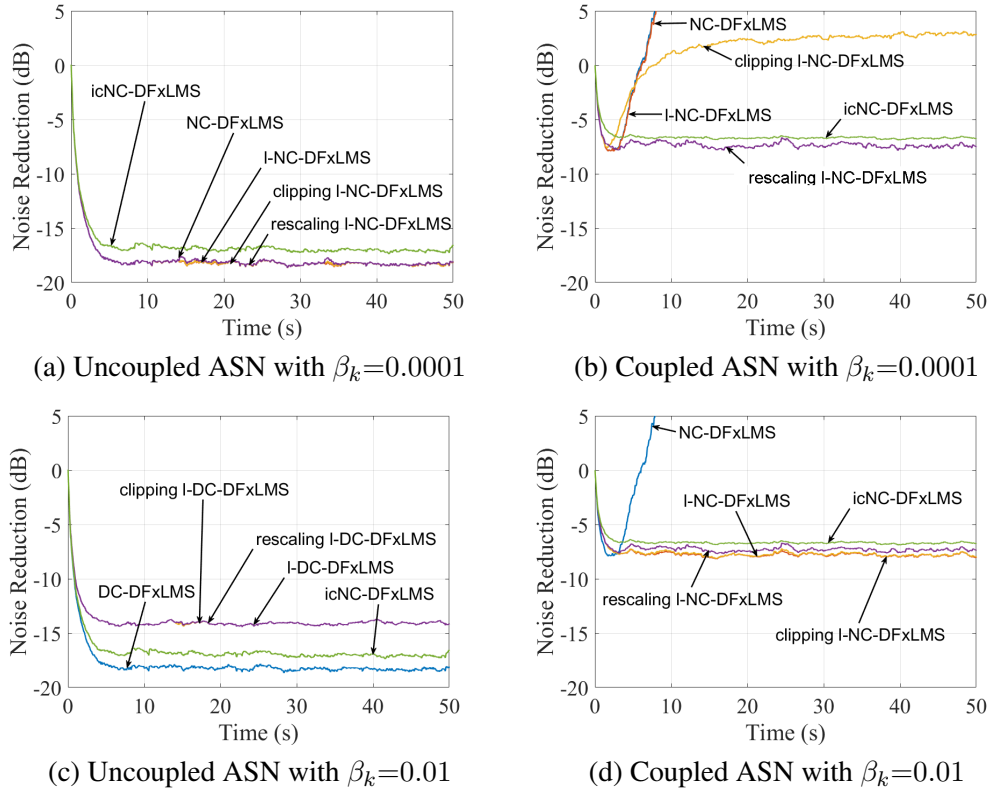 5
0
-5
-10
-15
-20
Noise Reduction (dB)
icNC-DFxLMS
NC-DFxLMS
I-NC-DFxLMS
clipping I-NC-DFxLMS
rescaling I-NC-DFxLMS
0 10 20 30 40 50
Time (s)
(a) Uncoupled ASN with βk=0.0001
5
0
-5
-10
-15
-20
Noise Reduction (dB)
NC-DFxLMS
clipping I-NC-DFxLMS
I-NC-DFxLMS
icNC-DFxLMS
rescaling I-NC-DFxLMS
0 10 20 30 40 50
Time (s)
(b) Coupled ASN with βk=0.0001
5
0
-5
-10
-15
-20
Noise Reduction (dB)
clipping I-DC-DFxLMS
rescaling I-DC-DFxLMS
I-DC-DFxLMS
DC-DFxLMS
icNC-DFxLMS
0 10 20 30 40 50
Time (s)
(c) Uncoupled ASN with βk=0.01
5
0
-5
-10
-15
-20
Noise Reduction (dB)
NC-DFxLMS
I-NC-DFxLMS
icNC-DFxLMS
rescaling I-NC-DFxLMS
clipping I-NC-DFxLMS
0 10 20 30 40 50
Time (s)
(d) Coupled ASN with βk=0.01